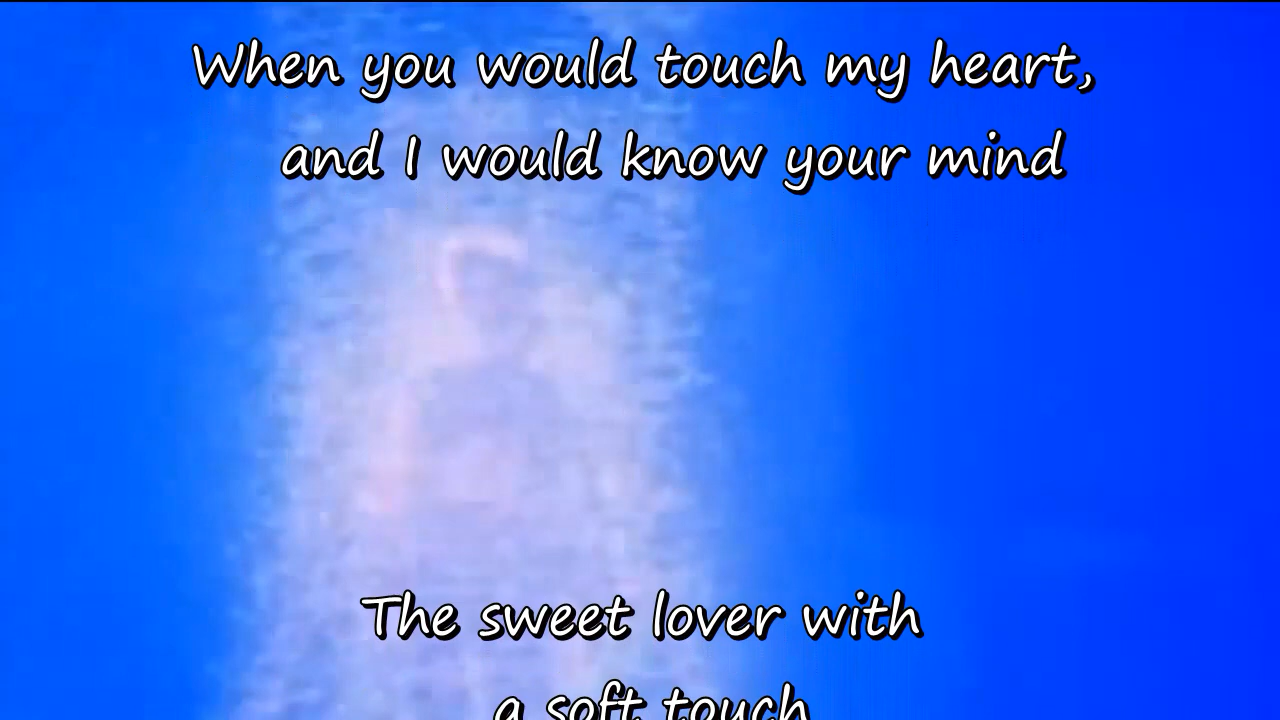 When you would touch my heart,
and I would know your mind
The sweet lover with
a soft touch